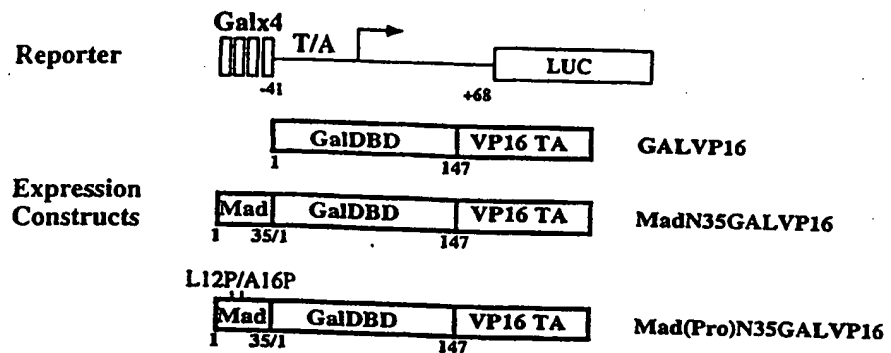 Galx4
T/A
Reporter
LUC
-41
+68
GalDBD
VP16 TA
GALVP16
1
147
Expression
Constructs
Mad
GalDBD
VP16 TA
MadN35GALVP16
1
35/1
147
L12P/A16P
Mad
GalDBD
VP16 TA
Mad(Pro)N35GALVP16
1
35/1
147